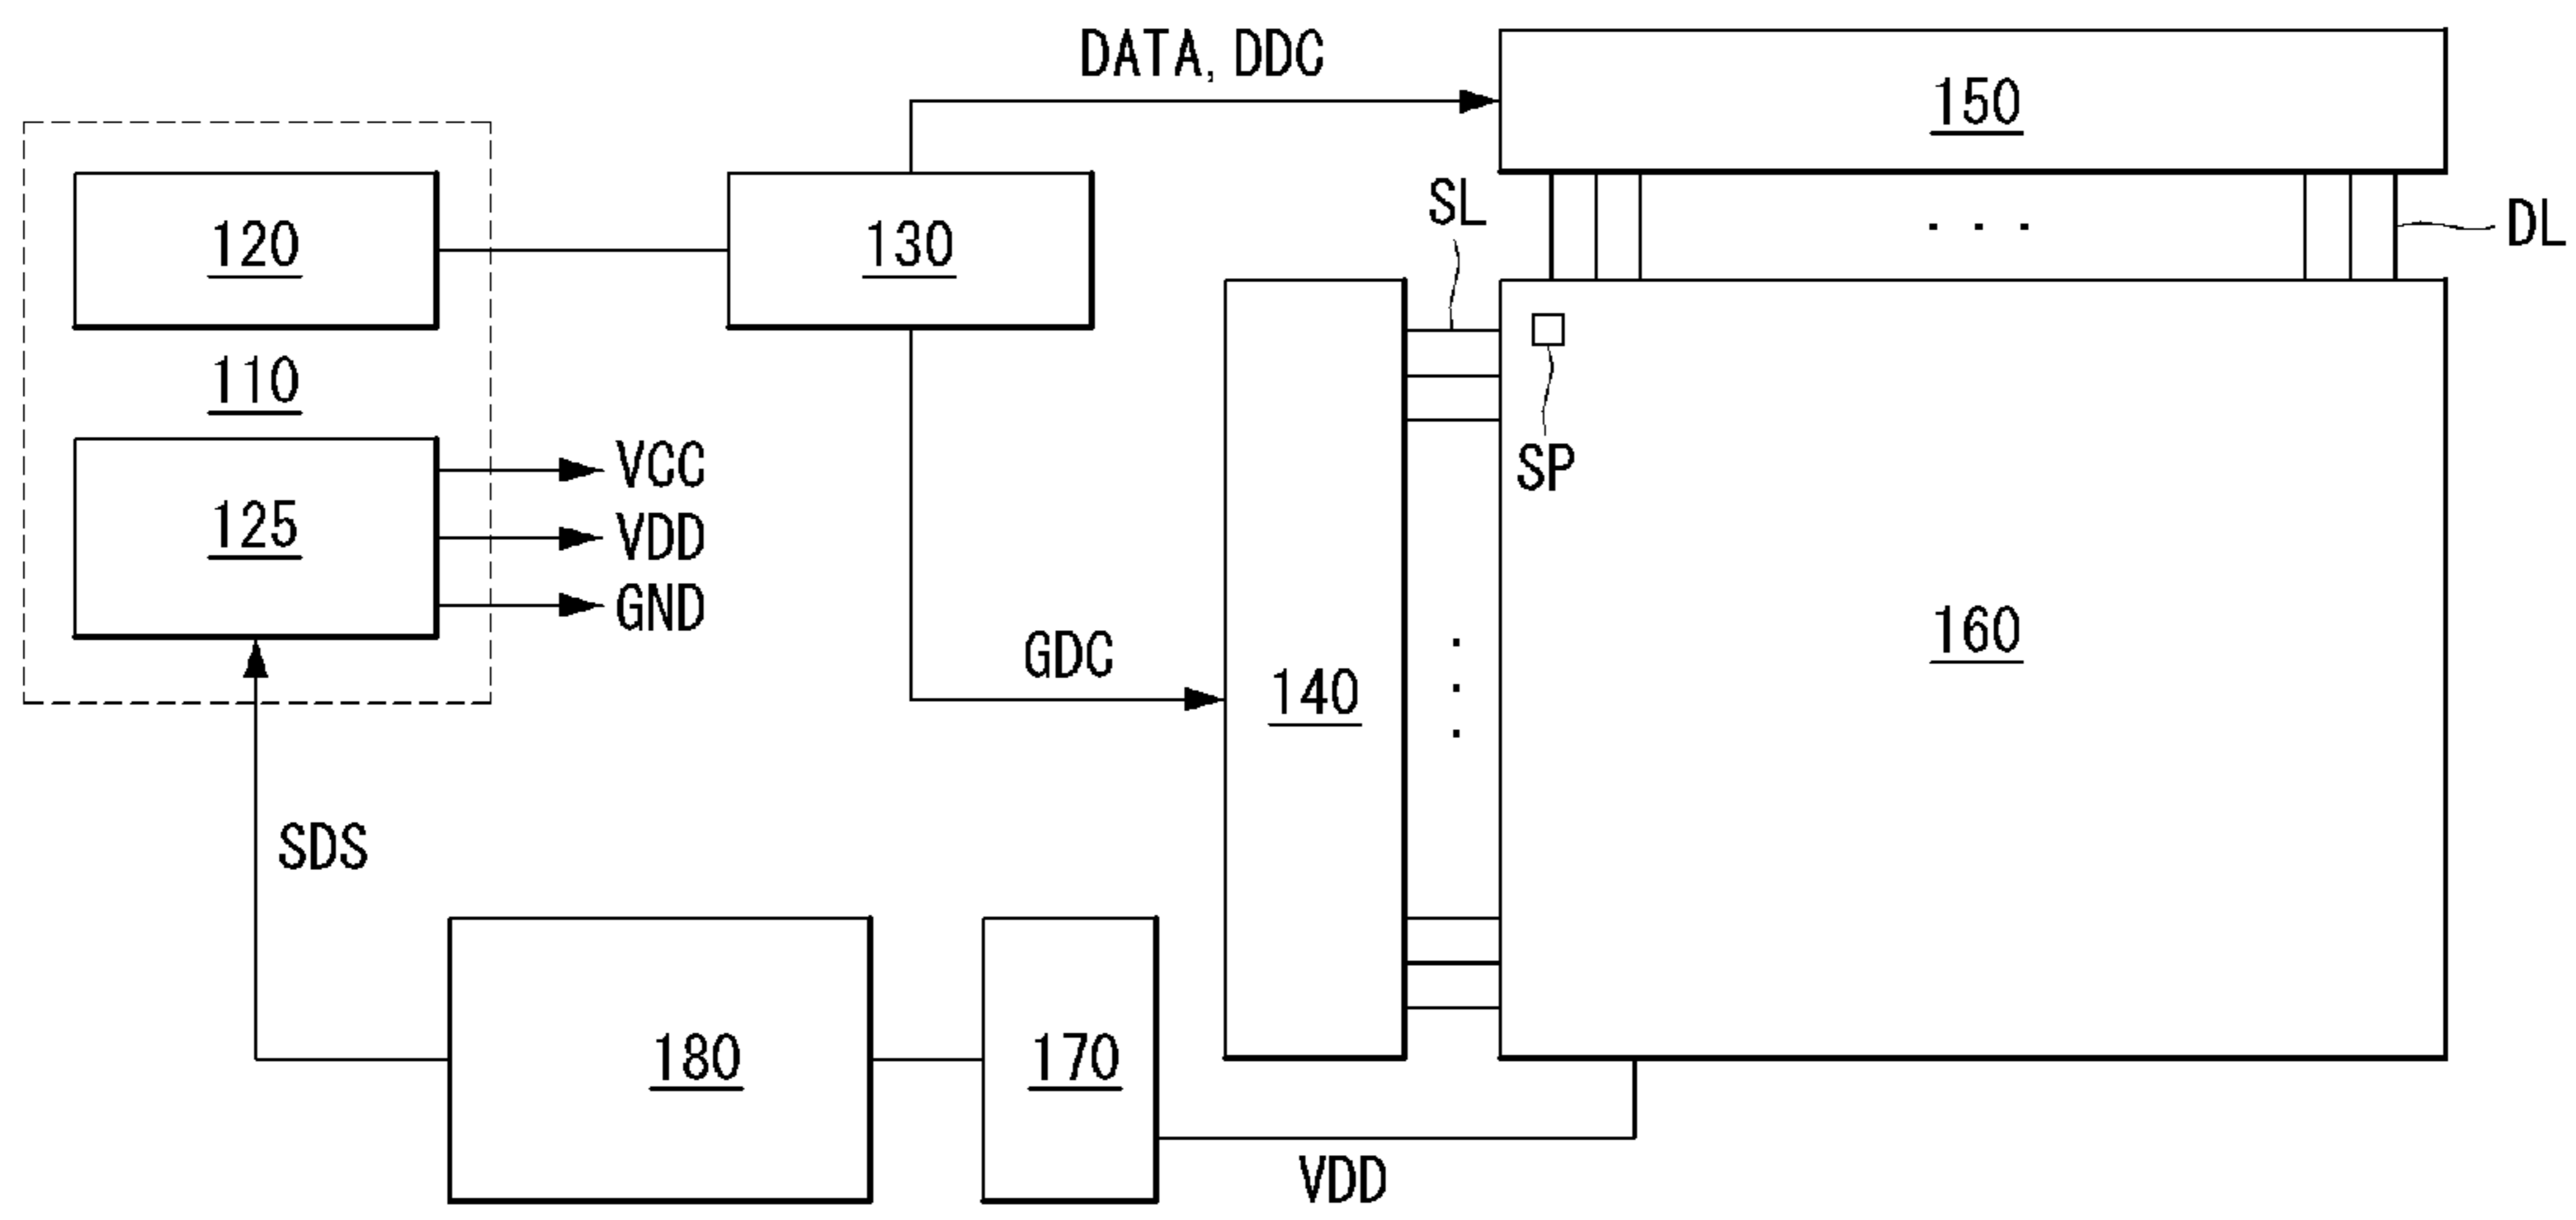 DATA, DDC
150
SL
DL
120
130
110
SP
VCC
125
VDD
GND
160
GDC
140
SDS
180
170
VDD